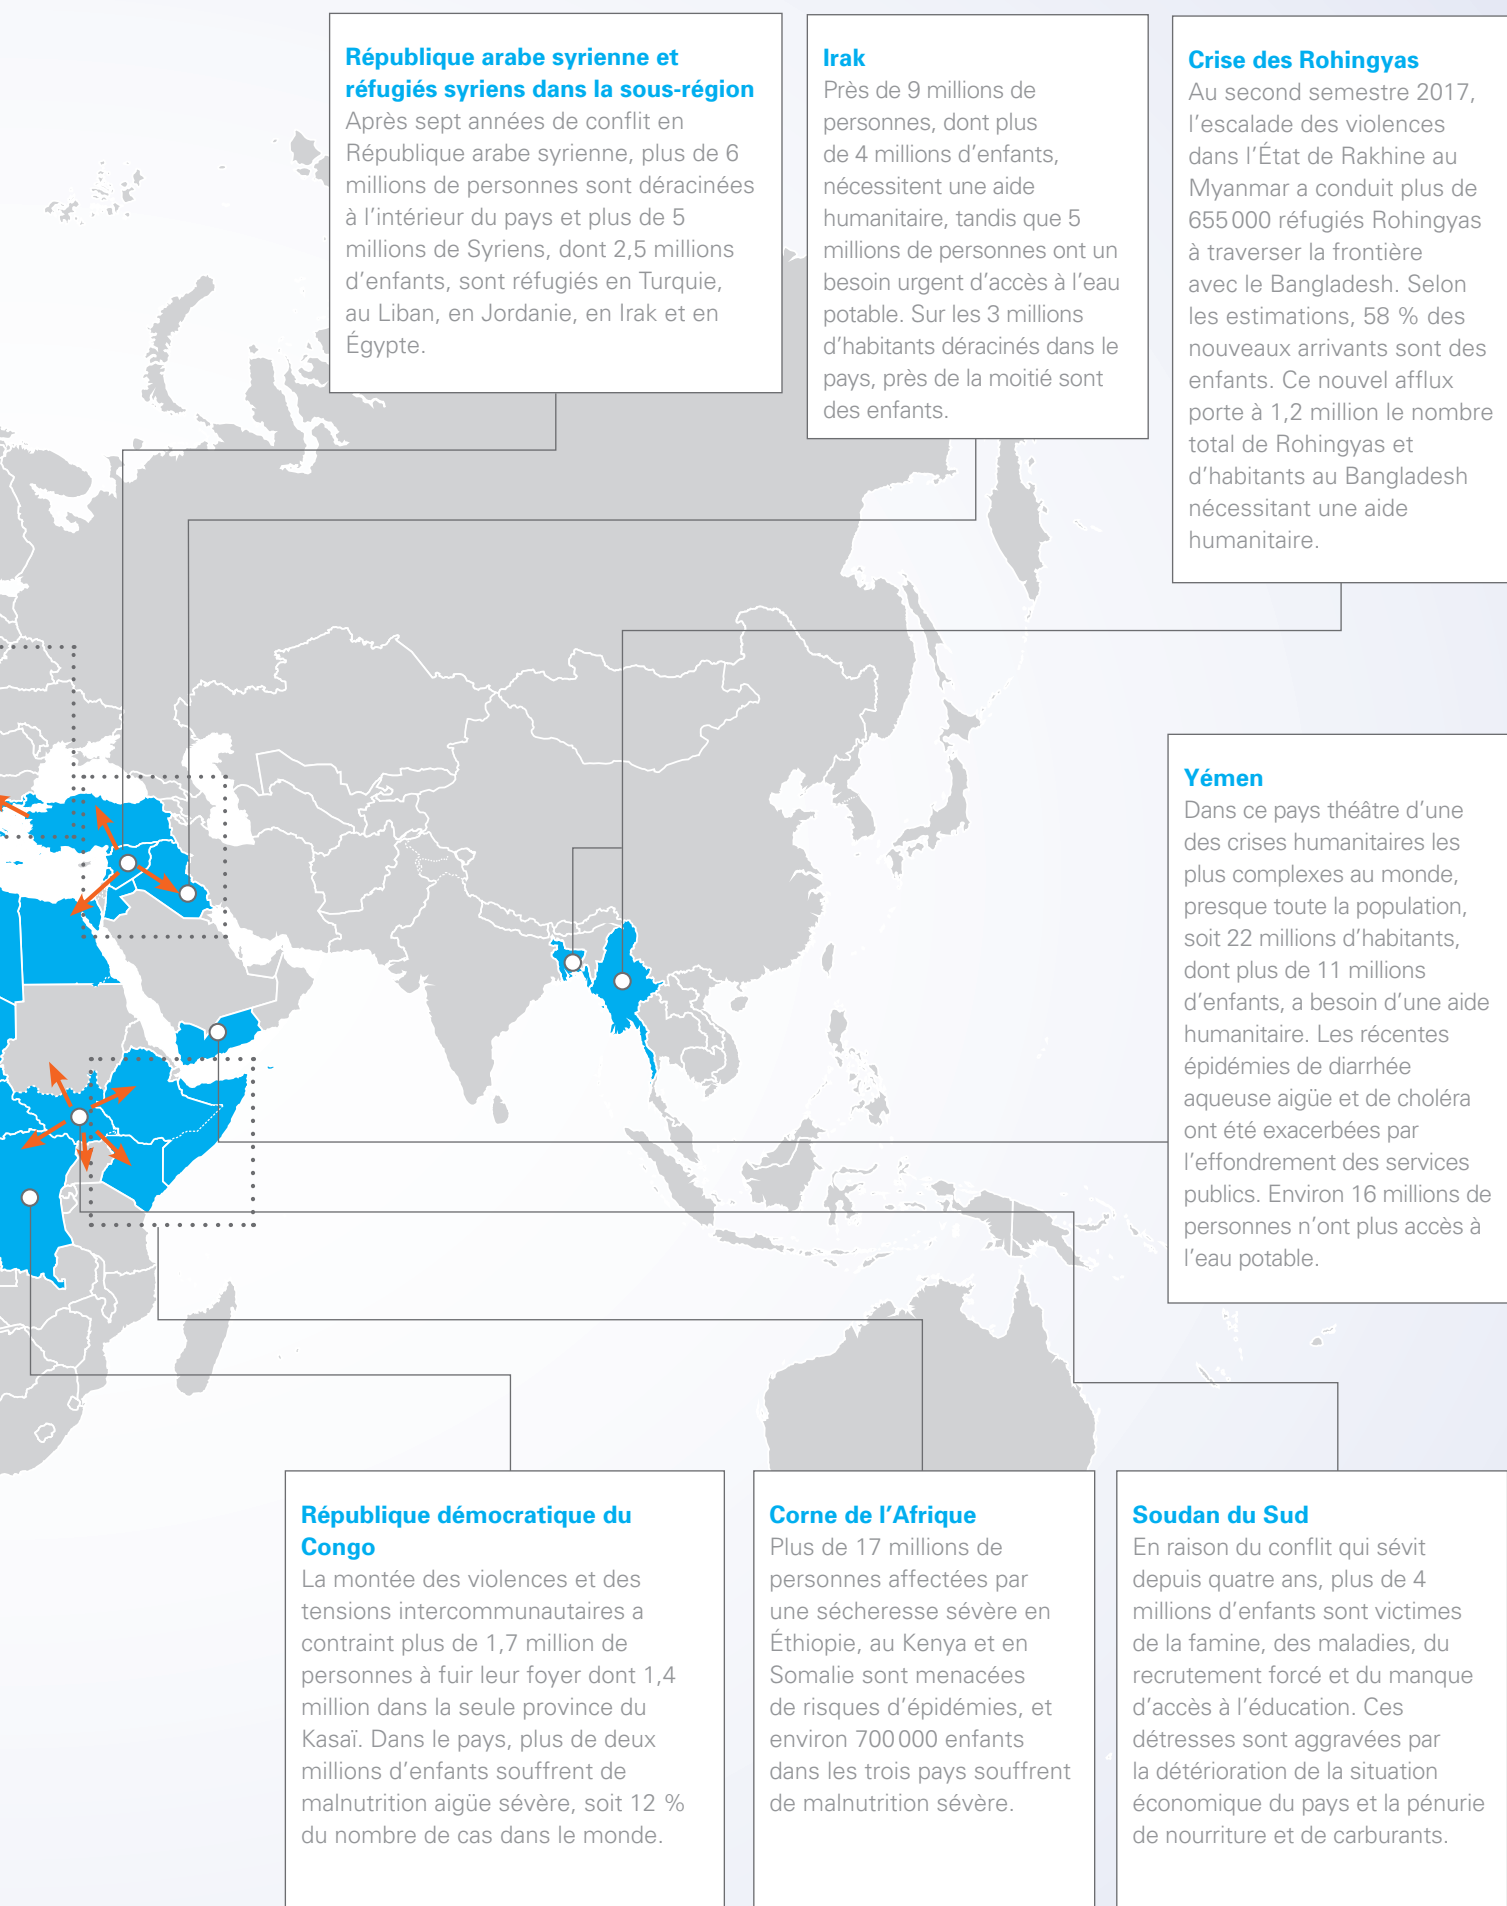 République arabe syrienne et
réfugiés syriens dans la sous-région
Après sept années de conflit en
République arabe syrienne, plus de 6
millions de personnes sont déracinées
à l’intérieur du pays et plus de 5
millions de Syriens, dont 2,5 millions
d’enfants, sont réfugiés en Turquie,
au Liban, en Jordanie, en Irak et en
Égypte.
Irak
Près de 9 millions de
personnes, dont plus
de 4 millions d’enfants,
nécessitent une aide
humanitaire, tandis que 5
millions de personnes ont un
besoin urgent d’accès à l’eau
potable. Sur les 3 millions
d’habitants déracinés dans le
pays, près de la moitié sont
des enfants.
Crise des Rohingyas
Au second semestre 2017,
l’escalade des violences
dans l’État de Rakhine au
Myanmar a conduit plus de
655 000 réfugiés Rohingyas
à traverser la frontière
avec le Bangladesh. Selon
les estimations, 58 % des
nouveaux arrivants sont des
enfants. Ce nouvel afflux
porte à 1,2 million le nombre
total de Rohingyas et
d’habitants au Bangladesh
nécessitant une aide
humanitaire.
Yémen
Dans ce pays théâtre d’une
des crises humanitaires les
plus complexes au monde,
presque toute la population,
soit 22 millions d’habitants,
dont plus de 11 millions
d’enfants, a besoin d’une aide
humanitaire. Les récentes
épidémies de diarrhée
aqueuse aigüe et de choléra
ont été exacerbées par
l’effondrement des services
publics. Environ 16 millions de
personnes n’ont plus accès à
l’eau potable.
République démocratique du
Congo
La montée des violences et des
tensions intercommunautaires a
contraint plus de 1,7 million de
personnes à fuir leur foyer dont 1,4
million dans la seule province du
Kasaï. Dans le pays, plus de deux
millions d’enfants souffrent de
malnutrition aigüe sévère, soit 12 %
du nombre de cas dans le monde.
Corne de l’Afrique
Plus de 17 millions de
personnes affectées par
une sécheresse sévère en
Éthiopie, au Kenya et en
Somalie sont menacées
de risques d’épidémies, et
environ 700 000 enfants
dans les trois pays souffrent
de malnutrition sévère.
Soudan du Sud
En raison du conflit qui sévit
depuis quatre ans, plus de 4
millions d’enfants sont victimes
de la famine, des maladies, du
recrutement forcé et du manque
d’accès à l’éducation. Ces
détresses sont aggravées par
la détérioration de la situation
économique du pays et la pénurie
de nourriture et de carburants.